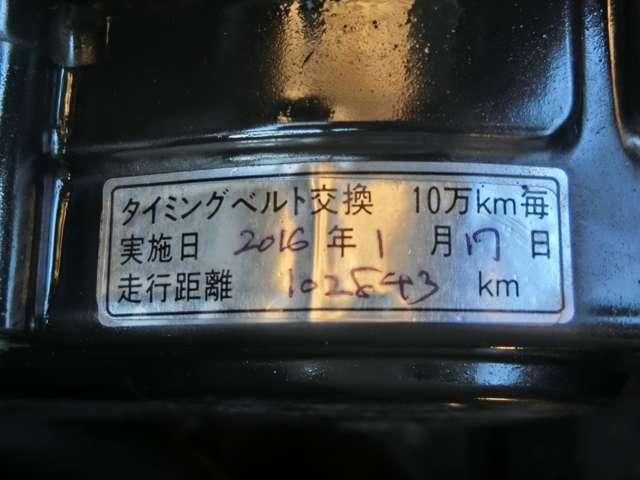 タイミングベルト交換 10万km毎
実施日 2016 年 1 月 17 日
走行距離 102843 km